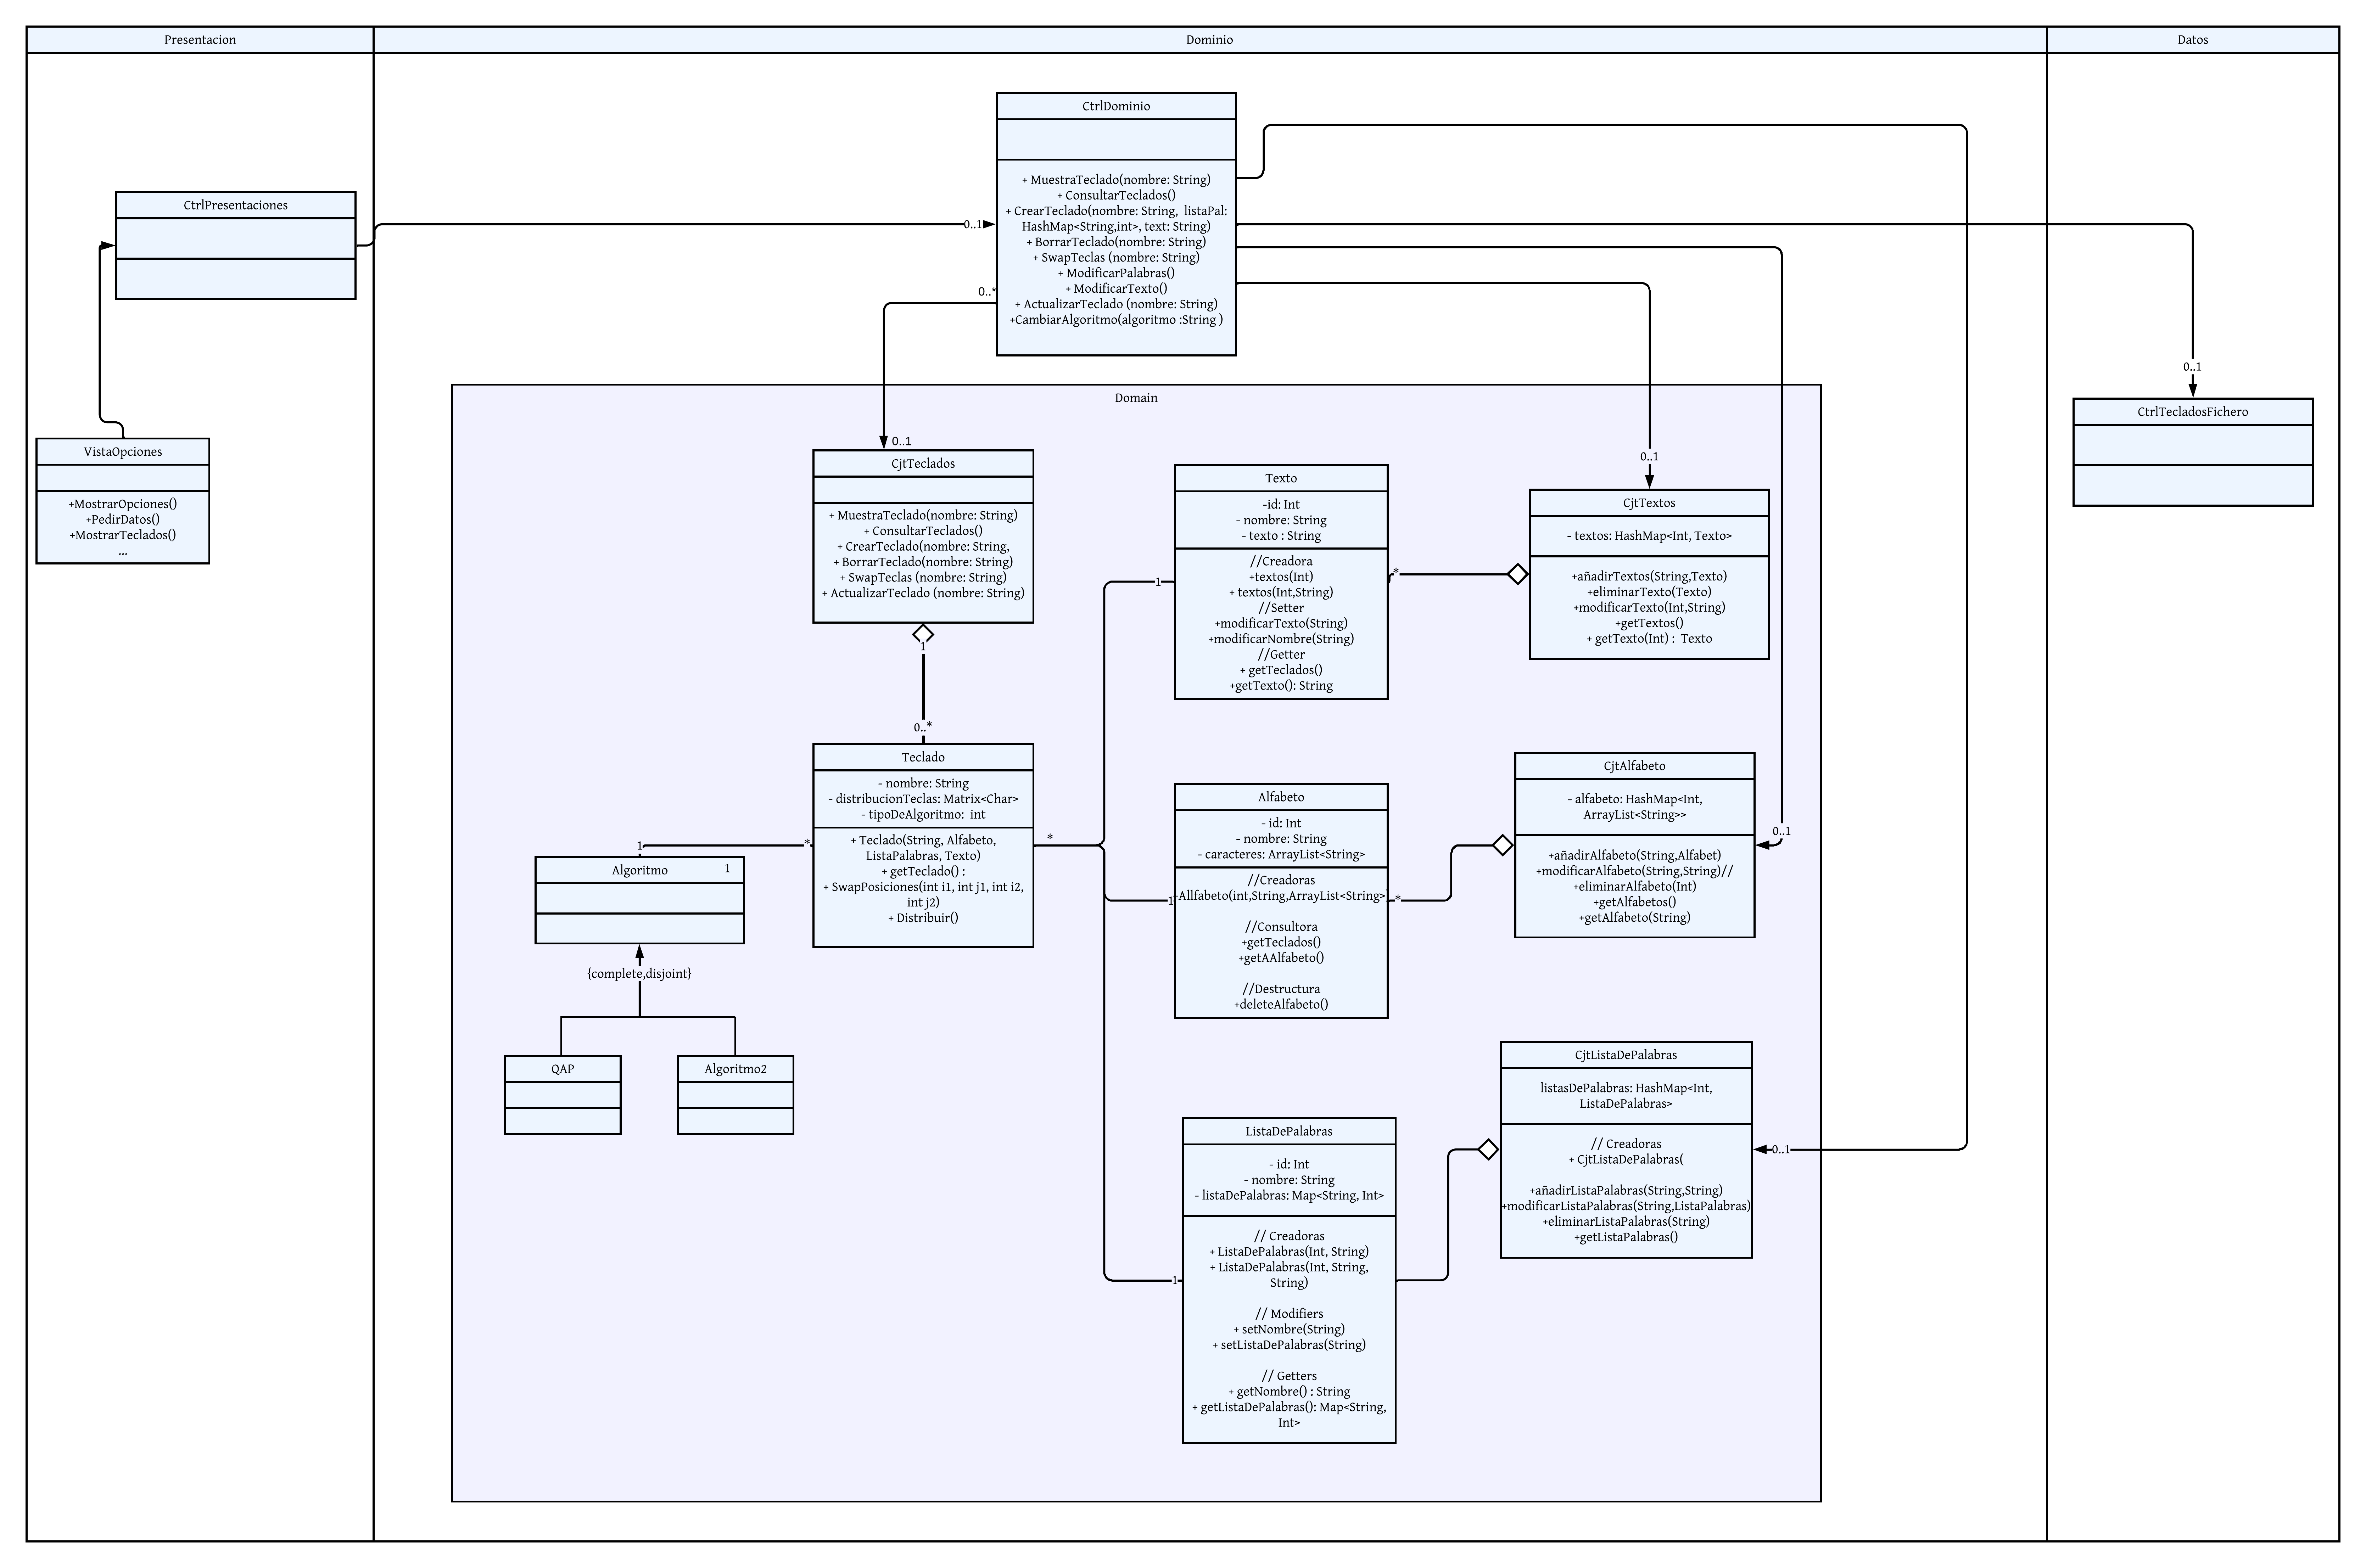 Presentacion
Dominio
Datos
CtrlDominio
+ MuestraTeclado(nombre: String)
+ ConsultarTeclados()
+ CrearTeclado(nombre: String,  listaPal:
HashMap<String,int>, text: String)
+ BorrarTeclado(nombre: String)
+ SwapTeclas (nombre: String)
+ ModificarPalabras()
+ ModificarTexto()
+ ActualizarTeclado (nombre: String)
+CambiarAlgoritmo(algoritmo :String )
CtrlPresentaciones
0..1
0..*
0..1
0..1
0..1
CtrlTecladosFichero
VistaOpciones
+MostrarOpciones()
+PedirDatos()
+MostrarTeclados()
...
Domain
CjtTeclados
+ MuestraTeclado(nombre: String)
+ ConsultarTeclados()
+ CrearTeclado(nombre: String,
+ BorrarTeclado(nombre: String)
+ SwapTeclas (nombre: String)
+ ActualizarTeclado (nombre: String)
1
0..*
Texto
-id: Int
- nombre: String
- texto : String
//Creadora
+textos(Int)
+ textos(Int,String)
//Setter
+modificarTexto(String)
+modificarNombre(String)
//Getter
+ getTeclados()
+getTexto(): String
1
*
CjtTextos
- textos: HashMap<Int, Texto>
+añadirTextos(String,Texto)
+eliminarTexto(Texto)
+modificarTexto(Int,String)
+getTextos()
+ getTexto(Int) :  Texto
Teclado
- nombre: String
- distribucionTeclas: Matrix<Char>
- tipoDeAlgoritmo:  int
+ Teclado(String, Alfabeto,
ListaPalabras, Texto)
+ getTeclado() :
+ SwapPosiciones(int i1, int j1, int i2,
int j2)
+ Distribuir()
*
1
*
Algoritmo
1
{complete,disjoint}
QAP
Algoritmo2
Alfabeto
- id: Int
- nombre: String
- caracteres: ArrayList<String>
//Creadoras
-Allfabeto(int,String,ArrayList<String>)
//Consultora
+getTeclados()
+getAAlfabeto()
//Destructura
+deleteAlfabeto()
1
*
CjtAlfabeto
- alfabeto: HashMap<Int,
ArrayList<String>>
+añadirAlfabeto(String,Alfabet)
+modificarAlfabeto(String,String)//
+eliminarAlfabeto(Int)
+getAlfabetos()
+getAlfabeto(String)
0..1
ListaDePalabras
- id: Int
- nombre: String
- listaDePalabras: Map<String, Int>
// Creadoras
+ ListaDePalabras(Int, String)
+ ListaDePalabras(Int, String,
String)
// Modifiers
+ setNombre(String)
+ setListaDePalabras(String)
// Getters
+ getNombre() : String
+ getListaDePalabras(): Map<String,
Int>
1
CjtListaDePalabras
listasDePalabras: HashMap<Int,
ListaDePalabras>
// Creadoras
+ CjtListaDePalabras(
+añadirListaPalabras(String,String)
+modificarListaPalabras(String,ListaPalabras)
+eliminarListaPalabras(String)
+getListaPalabras()
0..1